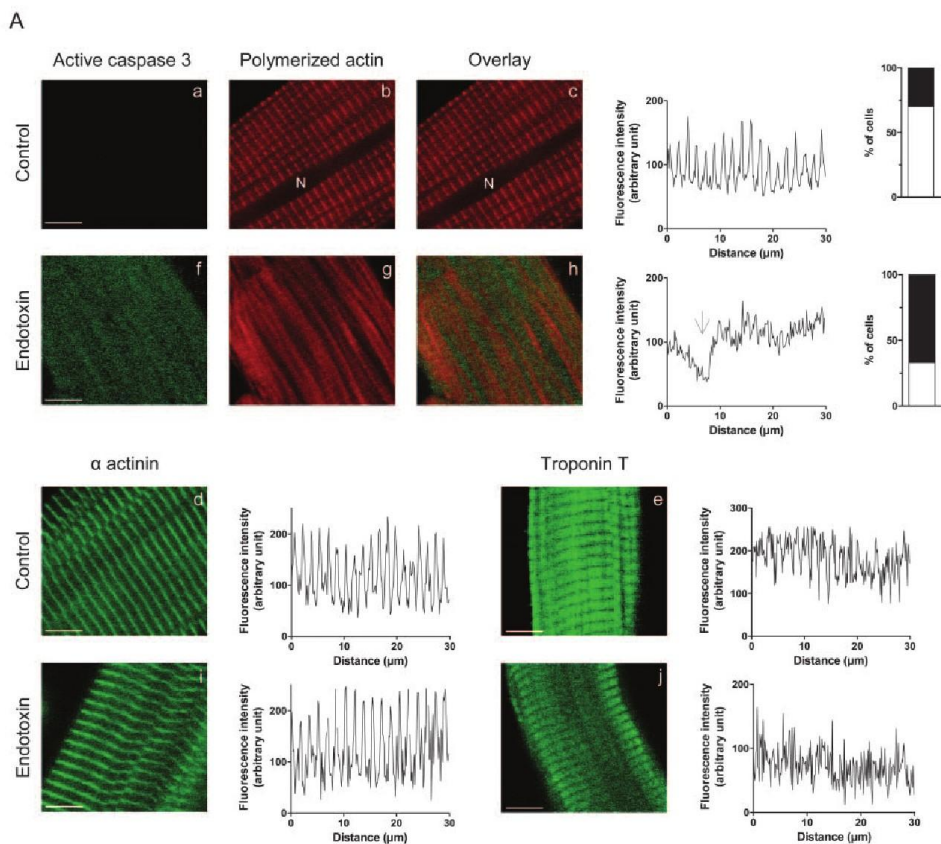 A
Active caspase 3 Polymerized actin Overlay
Control
a
b
N
c
N
Fluorescence intensity
(arbitrary unit)
200
100
0
0 10 20 30
Distance (µm)
% of cells
100
50
0
Endotoxin
f
g
h
Fluorescence intensity
(arbitrary unit)
200
100
0
0 10 20 30
Distance (µm)
% of cells
100
50
0
α actinin Troponin T
Control
d
Fluorescence intensity
(arbitrary unit)
200
100
0
0 10 20 30
Distance (µm)
e
Fluorescence intensity
(arbitrary unit)
300
200
100
0
0 10 20 30
Distance (µm)
Endotoxin
i
Fluorescence intensity
(arbitrary unit)
200
100
0
0 10 20 30
Distance (µm)
j
Fluorescence intensity
(arbitrary unit)
200
100
0
0 10 20 30
Distance (µm)